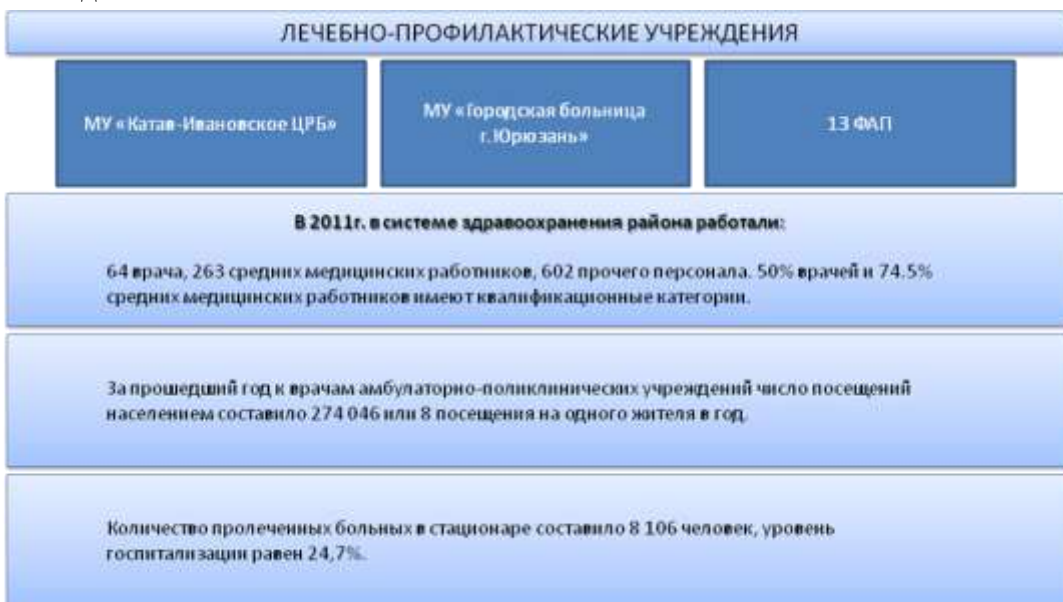 ЛЕЧЕБНО-ПРОФИЛАКТИЧЕСКИЕ УЧРЕЖДЕНИЯ
МУ «Катав-Ивановское ЦРБ»
МУ «Городская больница
г. Юрюзань»
13 ФАП
В 2011г. в системе здравоохранения района работали:
64 врача, 263 средних медицинских работников, 602 прочего персонала. 50% врачей и 74.5%
средних медицинских работников имеют квалификационные категории.
За прошедший год к врачам амбулаторно-поликлинических учреждений число посещений
населением составило 274 046 или 8 посещения на одного жителя в год.
Количество пролеченных больных в стационаре составило 8 106 человек, уровень
госпитализации равен 24,7%.